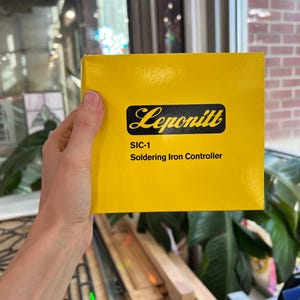 Leponitt
SIC-1
Soldering Iron Controller